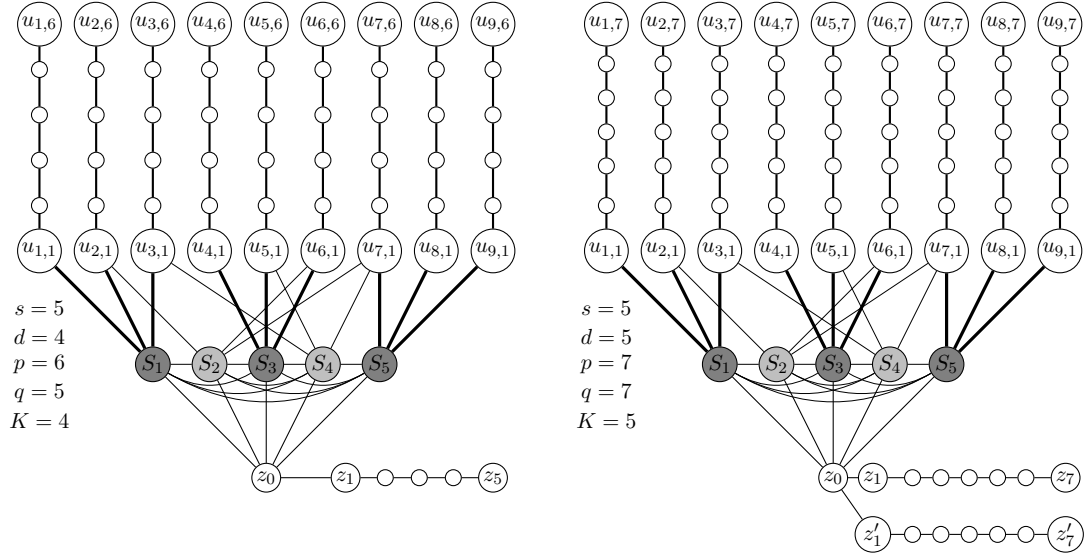 u1,6 u2,6 u3,6 u4,6 u5,6 u6,6 u7,6 u8,6 u9,6
u1,1 u2,1 u3,1 u4,1 u5,1 u6,1 u7,1 u8,1 u9,1
s = 5
d = 4
p = 6
q = 5
K = 4
S1 S2 S3 S4 S5
z0 z1 z5
u1,7 u2,7 u3,7 u4,7 u5,7 u6,7 u7,7 u8,7 u9,7
u1,1 u2,1 u3,1 u4,1 u5,1 u6,1 u7,1 u8,1 u9,1
s = 5
d = 5
p = 7
q = 7
K = 5
S1 S2 S3 S4 S5
z0 z1 z7
z′1 z′7